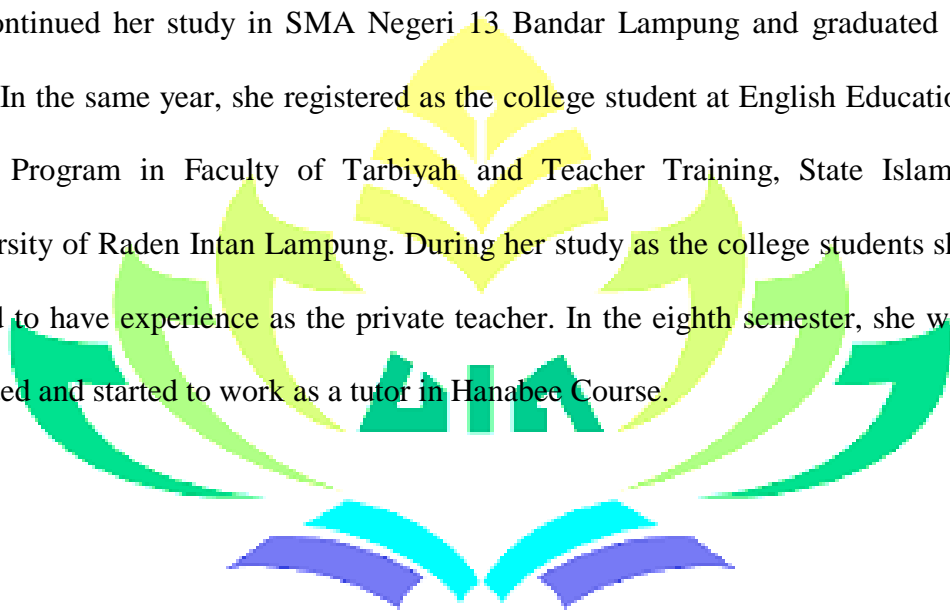 ontinued her study in SMA Negeri 13 Bandar Lampung and graduated
In the same year, she registered as the college student at English Educatio
Program in Faculty of Tarbiyah and Teacher Training, State Islam
rsity of Raden Intan Lampung. During her study as the college students sh
to have experience as the private teacher. In the eighth semester, she w
ed and started to work as a tutor in Hanabee Course.